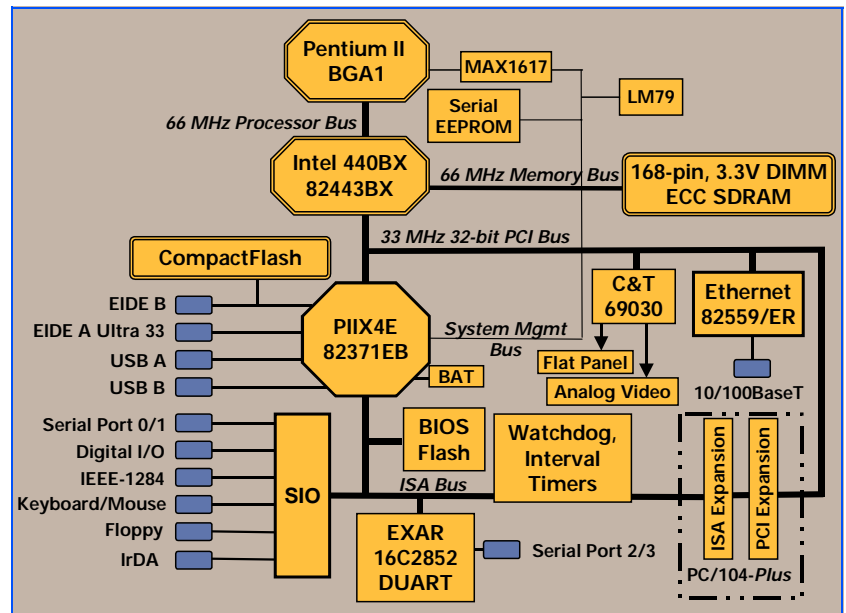 Pentium II
BGA1
MAX1617
LM79
Serial
EEPROM
66 MHz Processor Bus
Intel 440BX
82443BX
66 MHz Memory Bus
168-pin, 3.3V DIMM
ECC SDRAM
33 MHz 32-bit PCI Bus
CompactFlash
EIDE B
EIDE A Ultra 33
USB A
USB B
PIIX4E
82371EB
System Mgmt
Bus
BAT
C&T
69030
Flat Panel
Analog Video
Ethernet
82559/ER
10/100BaseT
Serial Port 0/1
Digital I/O
IEEE-1284
Keyboard/Mouse
Floppy
IrDA
SIO
BIOS
Flash
ISA Bus
Watchdog,
Interval
Timers
EXAR
16C2852
DUART
Serial Port 2/3
ISA Expansion
PCI Expansion
PC/104-Plus